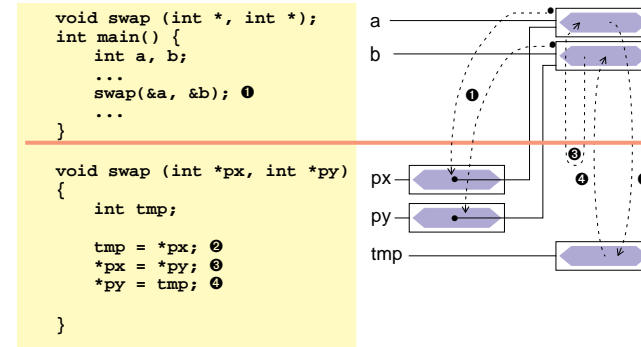 void swap (int *, int *);
int main() {
int a, b;
...
swap(&a, &b); ❶
...
}
void swap (int *px, int *py)
{
int tmp;
tmp = *px; ❷
*px = *py; ❸
*py = tmp; ❹
}
a
b
❶
❸
px
❹
py
tmp